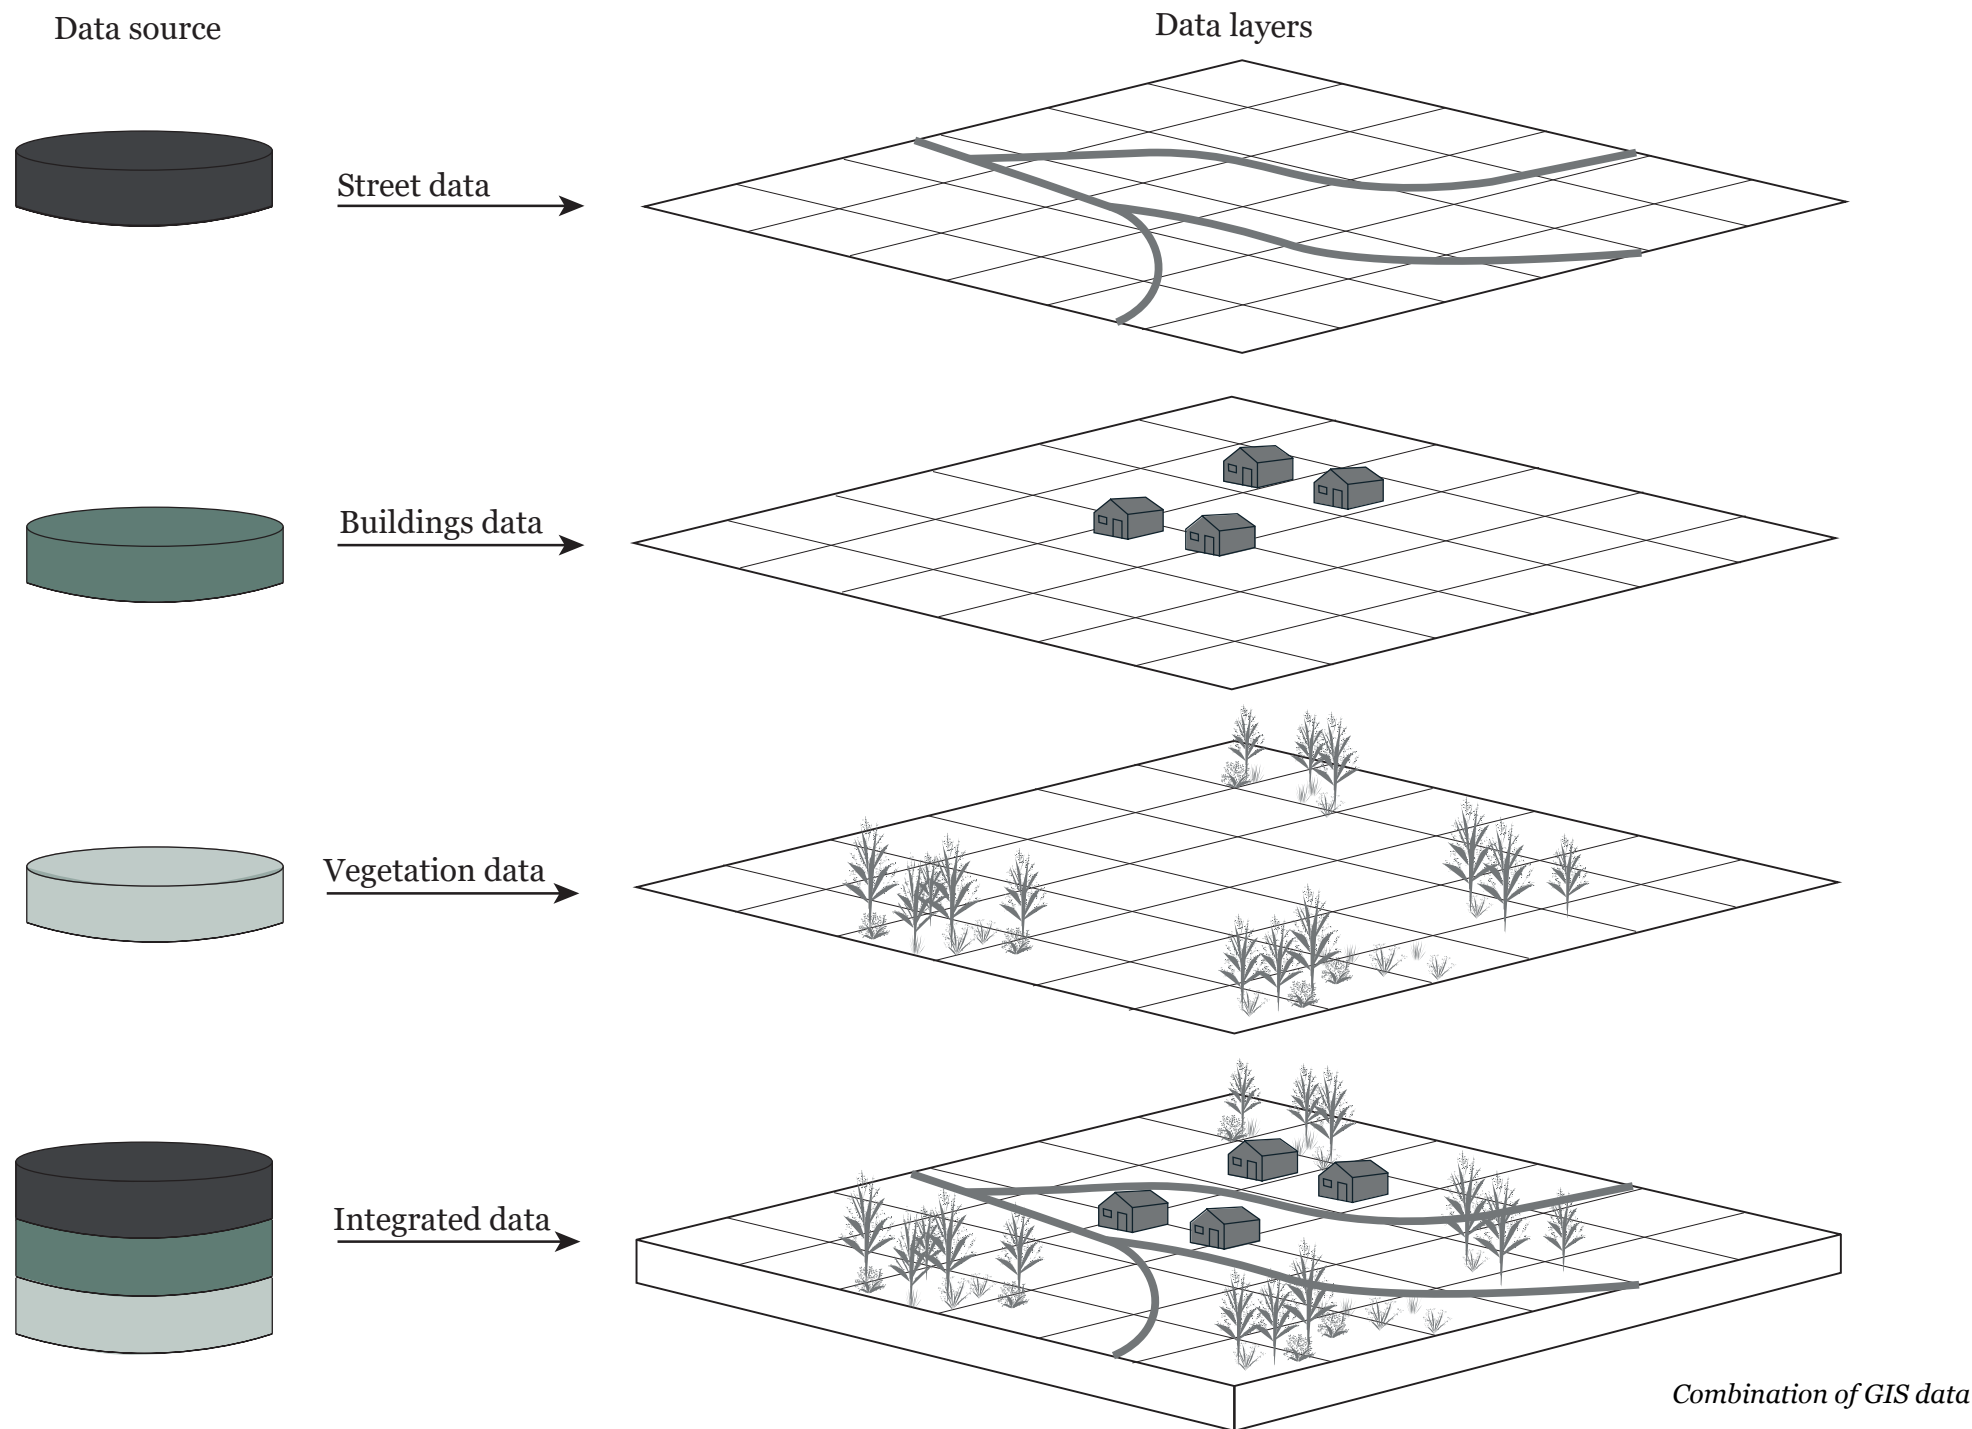 Data source
Data layers
Street data
Buildings data
Vegetation data
Integrated data
Combination of GIS data